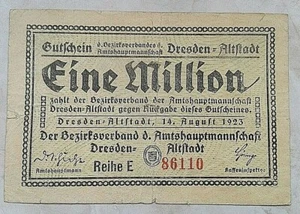 Gutschein d. Bezirksverbandes d. Amtshauptmannschaft Dresden-Altstadt
Eine Million
zahlt der Bezirksverband der Amtshauptmannschaft
Dresden-Altstadt gegen Rückgabe dieses Gutscheines.
Dresden-Altstadt, 14. August 1923
Der Bezirksverband d. Amtshauptmannschaft
Dresden- Altstadt
Reihe E 86110
Amtshauptmann Kasseninspektor